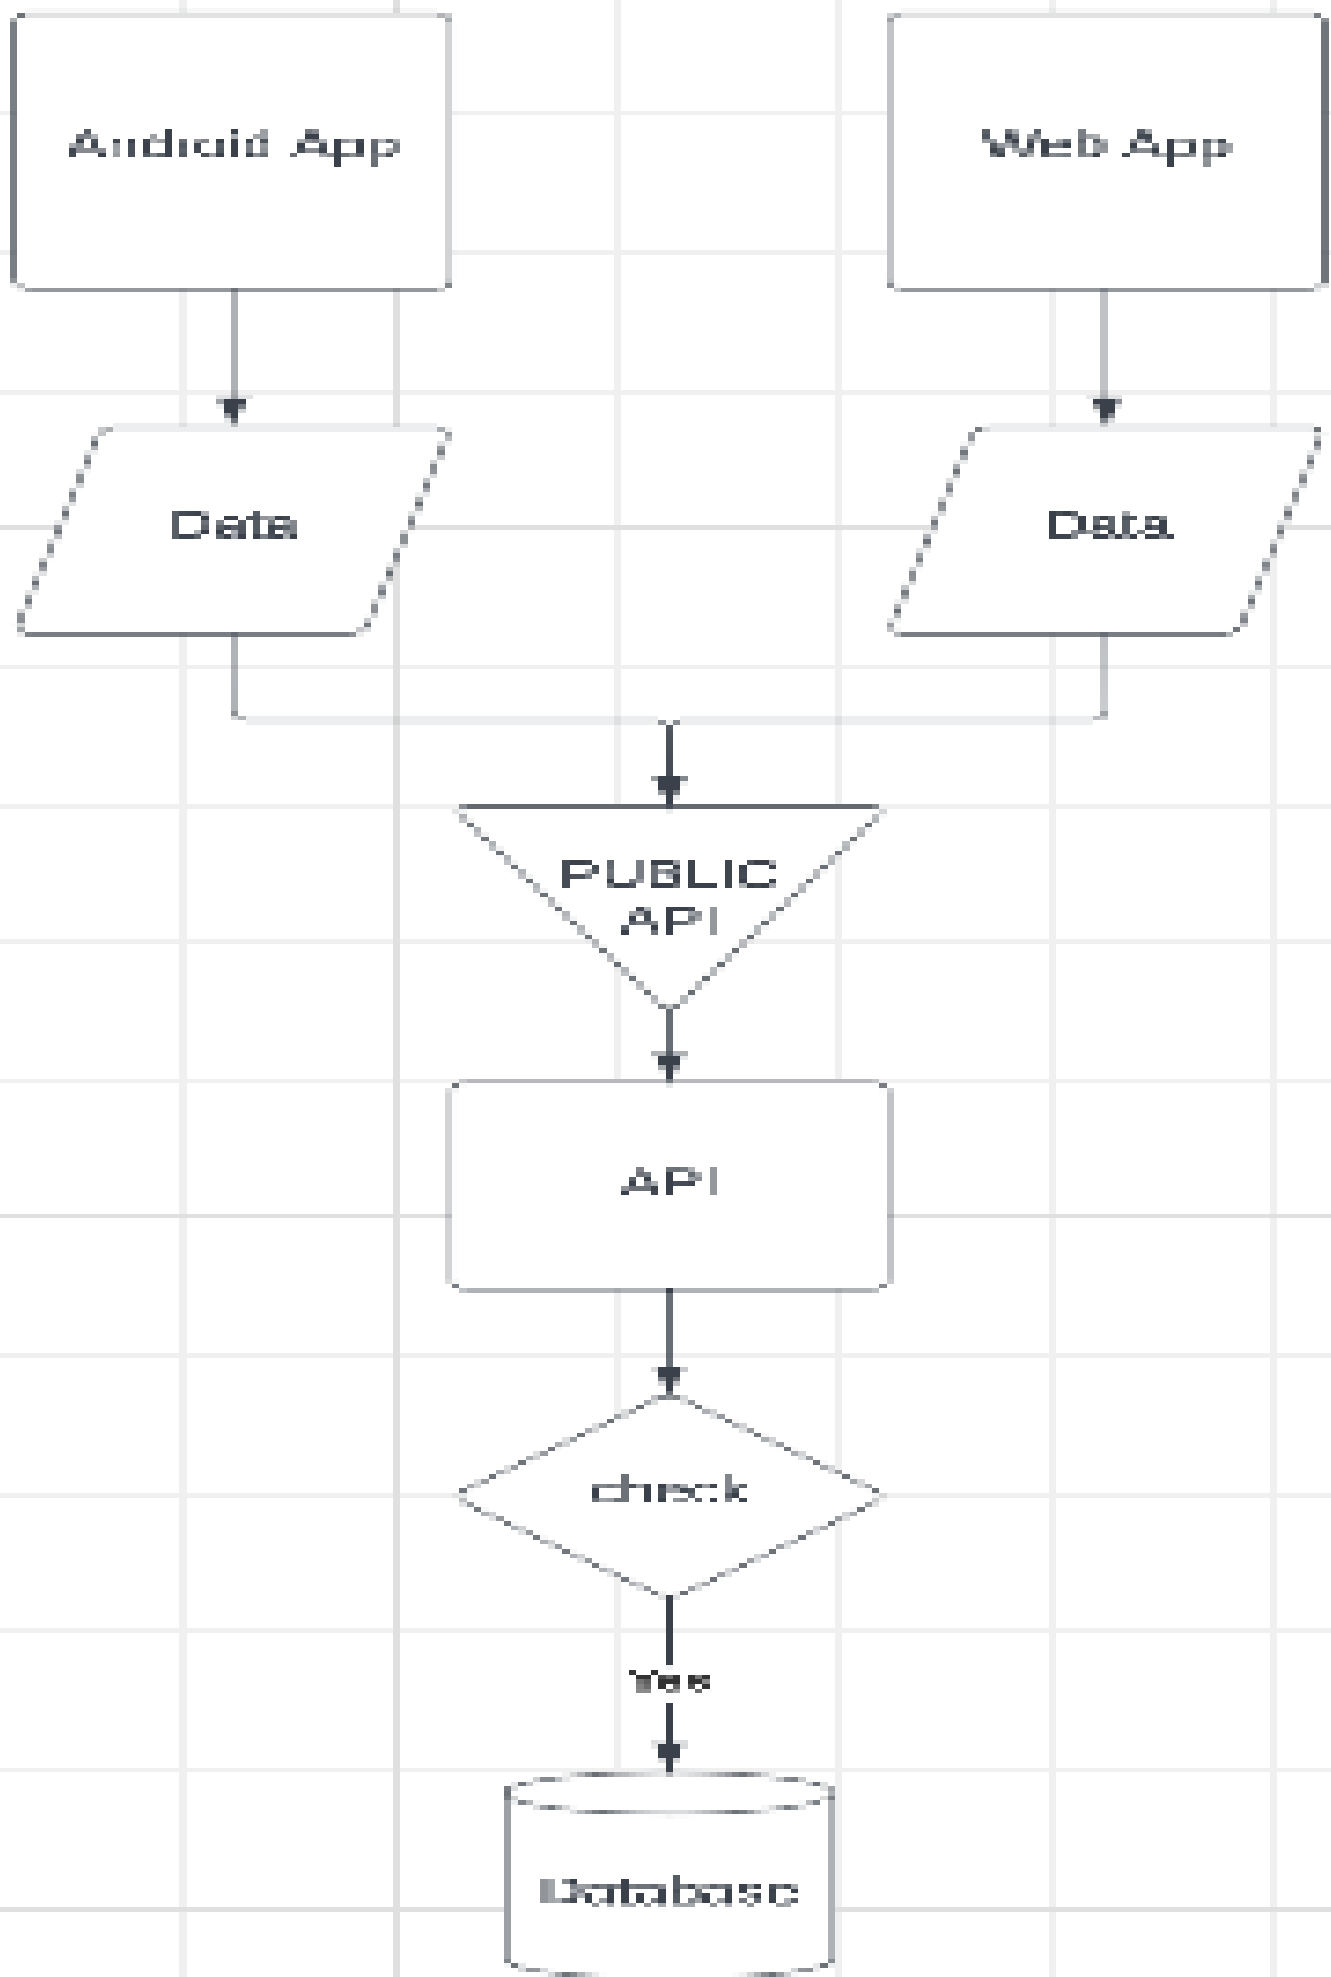 Android App
Web App
Data
Data
PUBLIC
API
API
check
Yes
Database